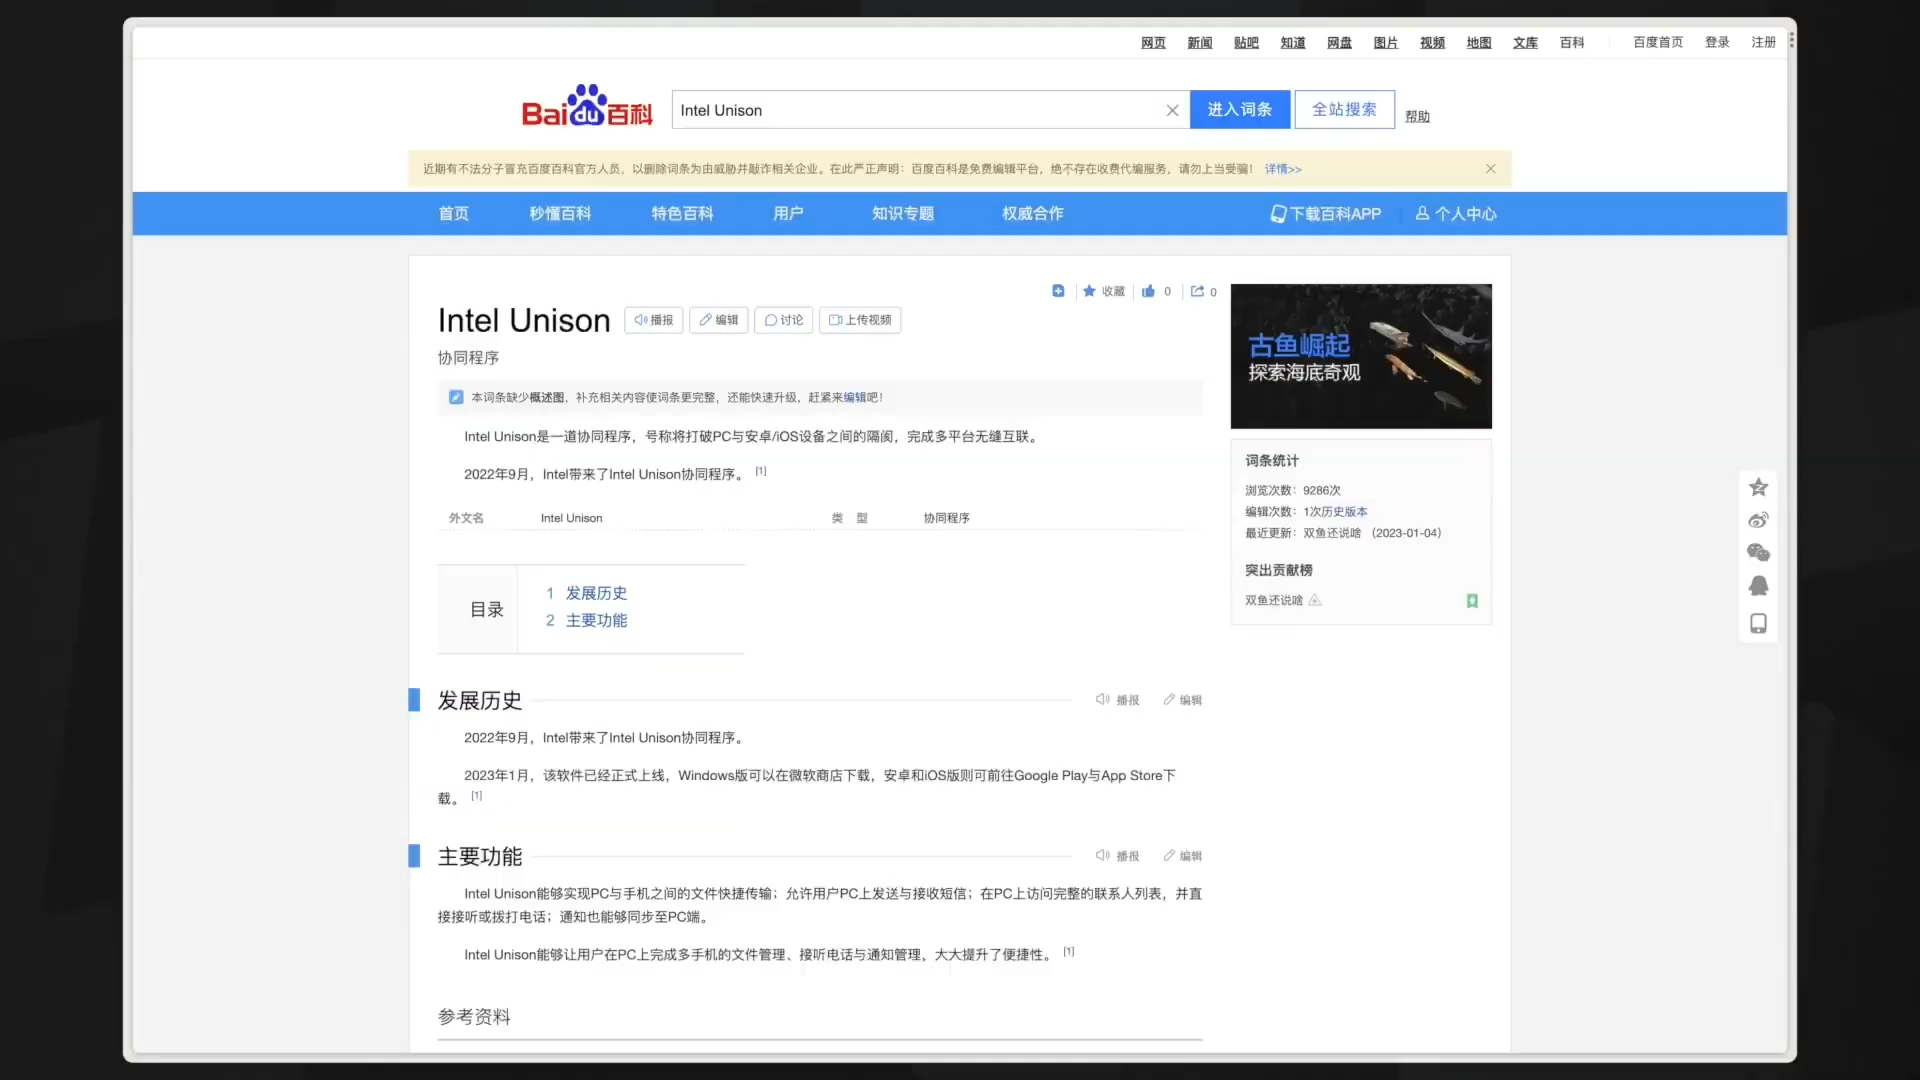 网页 新闻 贴吧 知道 网盘 图片 视频 地图 文库 百科 百度首页 登录 注册
Baidu百科 Intel Unison 进入词条 全站搜索 帮助
近期有不法分子冒充百度百科官方人员，以删除词条为由威胁并敲诈相关企业。在此严正声明：百度百科是免费编辑平台，绝不存在收费代编服务，请勿上当受骗！ 详情>>
首页 秒懂百科 特色百科 用户 知识专题 权威合作 下载百科APP 个人中心
收藏 0 0
Intel Unison 播报 编辑 讨论 上传视频
协同程序
本词条缺少概述图，补充相关内容使词条更完整，还能快速升级，赶紧来编辑吧！
Intel Unison是一道协同程序，号称将打破PC与安卓/iOS设备之间的隔阂，完成多平台无缝互联。
2022年9月，Intel带来了Intel Unison协同程序。 [1]
外文名 Intel Unison 类 型 协同程序
目录
1 发展历史
2 主要功能
发展历史 播报 编辑
2022年9月，Intel带来了Intel Unison协同程序。
2023年1月，该软件已经正式上线，Windows版可以在微软商店下载，安卓和iOS版则可前往Google Play与App Store下
载。 [1]
主要功能 播报 编辑
Intel Unison能够实现PC与手机之间的文件快捷传输；允许用户PC上发送与接收短信；在PC上访问完整的联系人列表，并直
接接听或拨打电话；通知也能够同步至PC端。
Intel Unison能够让用户在PC上完成多手机的文件管理、接听电话与通知管理，大大提升了便捷性。 [1]
参考资料
古鱼崛起
探索海底奇观
词条统计
浏览次数：9286次
编辑次数：1次历史版本
最近更新：双鱼还说啥 （2023-01-04）
突出贡献榜
双鱼还说啥